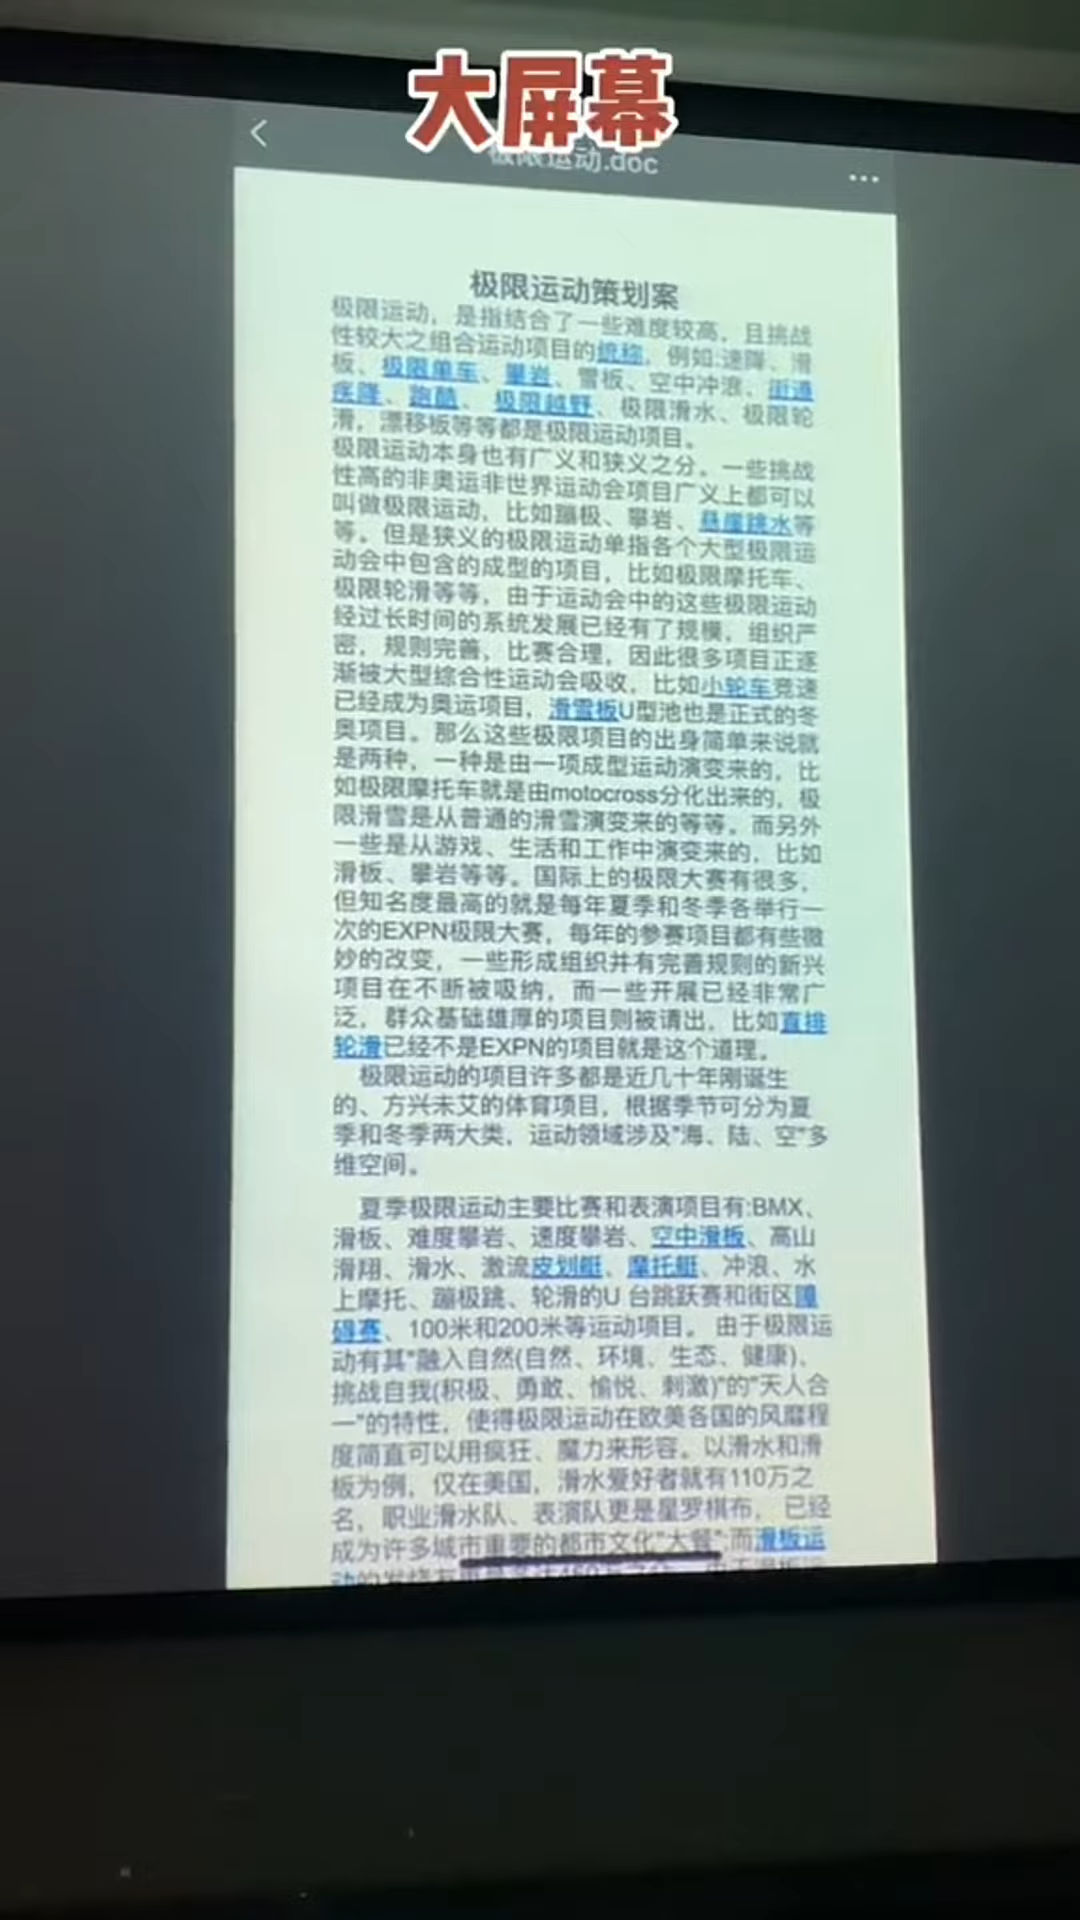 大屏幕
极限运动.doc
极限运动策划案
极限运动，是指结合了一些难度较高，且挑战
性较大之组合运动项目的统称，例如:速降、滑
板、极限单车、攀岩、雪板、空中冲浪、街道
疾降、跑酷、极限越野、极限滑水、极限轮
滑，漂移板等等都是极限运动项目。
极限运动本身也有广义和狭义之分。一些挑战
性高的非奥运非世界运动会项目广义上都可以
叫做极限运动，比如蹦极、攀岩、悬崖跳水等
等。但是狭义的极限运动单指各个大型极限运
动会中包含的成型的项目，比如极限摩托车、
极限轮滑等等，由于运动会中的这些极限运动
经过长时间的系统发展已经有了规模，组织严
密，规则完善，比赛合理，因此很多项目正逐
渐被大型综合性运动会吸收，比如小轮车竞速
已经成为奥运项目，滑雪板U型池也是正式的冬
奥项目。那么这些极限项目的出身简单来说就
是两种，一种是由一项成型运动演变来的，比
如极限摩托车就是由motocross分化出来的，极
限滑雪是从普通的滑雪演变来的等等。而另外
一些是从游戏、生活和工作中演变来的，比如
滑板、攀岩等等。国际上的极限大赛有很多，
但知名度最高的就是每年夏季和冬季各举行一
次的EXPN极限大赛，每年的参赛项目都有些微
妙的改变，一些形成组织并有完善规则的新兴
项目在不断被吸纳，而一些开展已经非常广
泛，群众基础雄厚的项目则被请出，比如直排
轮滑已经不是EXPN的项目就是这个道理。
极限运动的项目许多都是近几十年刚诞生
的、方兴未艾的体育项目，根据季节可分为夏
季和冬季两大类，运动领域涉及"海、陆、空"多
维空间。
夏季极限运动主要比赛和表演项目有:BMX、
滑板、难度攀岩、速度攀岩、空中滑板、高山
滑翔、滑水、激流皮划艇、摩托艇、冲浪、水
上摩托、蹦极跳、轮滑的U 台跳跃赛和街区障
碍赛、100米和200米等运动项目。 由于极限运
动有其"融入自然(自然、环境、生态、健康)、
挑战自我(积极、勇敢、愉悦、刺激)"的"天人合
一"的特性，使得极限运动在欧美各国的风靡程
度简直可以用疯狂、魔力来形容。以滑水和滑
板为例，仅在美国，滑水爱好者就有110万之
名，职业滑水队、表演队更是星罗棋布， 已经
成为许多城市重要的都市文化"大餐";而滑板运